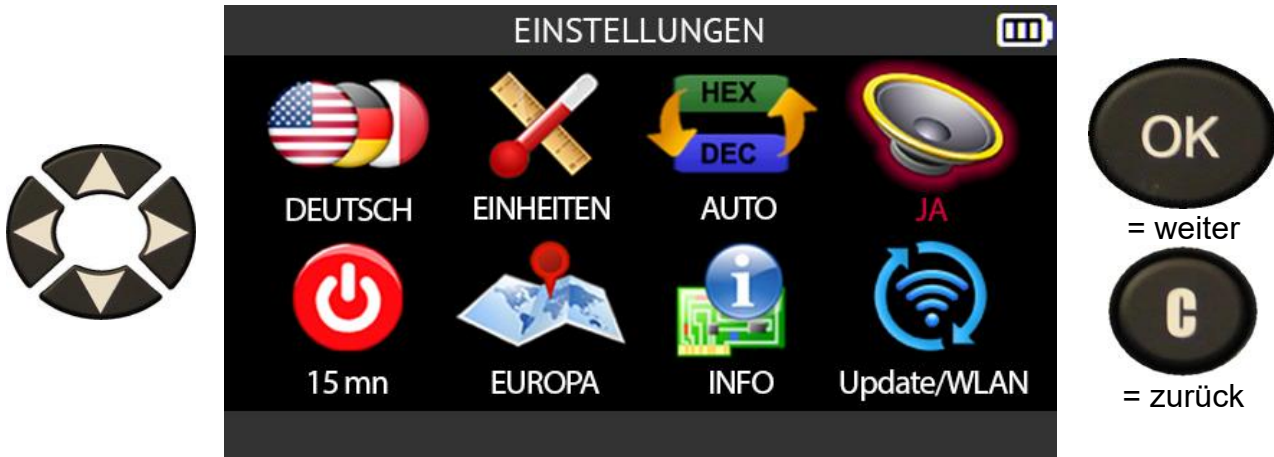 EINSTELLUNGEN
HEX
DEC
DEUTSCH EINHEITEN AUTO JA
15 mn EUROPA INFO Update/WLAN
OK
= weiter
C
= zurück